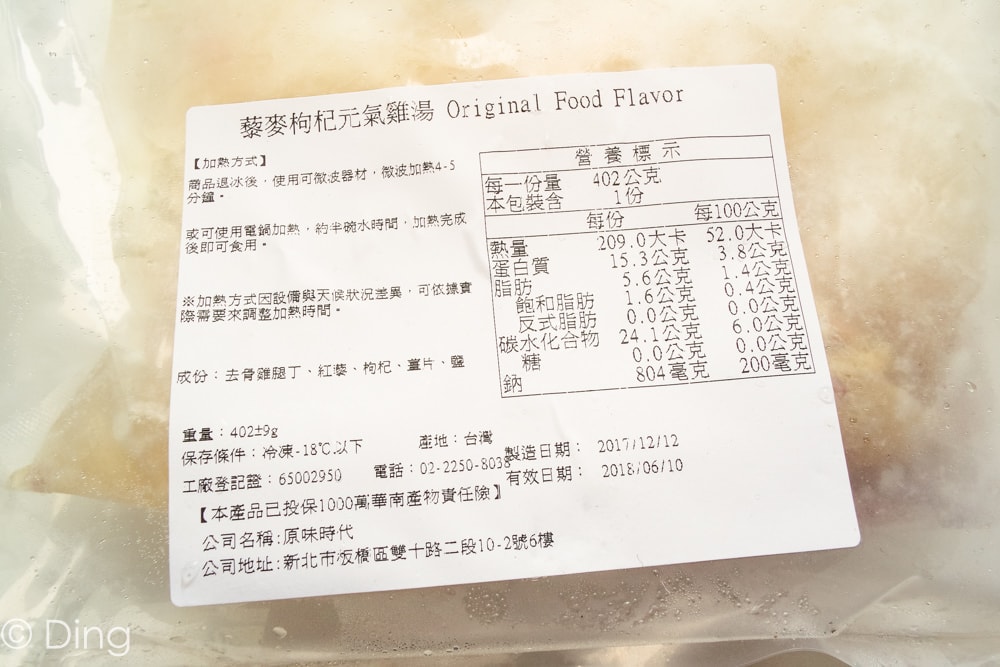 藜麥枸杞元氣雞湯 Original Food Flavor
【加熱方式】
商品退冰後，使用可微波器材，微波加熱4-5
分鐘。
或可使用電鍋加熱，約半碗水時間，加熱完成
後即可食用。
※加熱方式因設備與天候狀況差異，可依據實
際需要來調整加熱時間。
成份：去骨雞腿丁、紅藜、枸杞、薑片、鹽
營養標示
每一份量 402公克
本包裝含 1份
每份 每100公克
熱量 209.0大卡 52.0大卡
蛋白質 15.3公克 3.8公克
脂肪 5.6公克 1.4公克
飽和脂肪 1.6公克 0.4公克
反式脂肪 0.0公克 0.0公克
碳水化合物 24.1公克 6.0公克
糖 0.0公克 0.0公克
鈉 804毫克 200毫克
重量：402±9g
保存條件：冷凍-18℃以下 產地：台灣
製造日期： 2017/12/12
工廠登記證：65002950 電話：02-2250-8038
有效日期： 2018/06/10
【本產品已投保1000萬華南產物責任險】
公司名稱:原味時代
公司地址:新北市板橋區雙十路二段10-2號6樓
© Ding